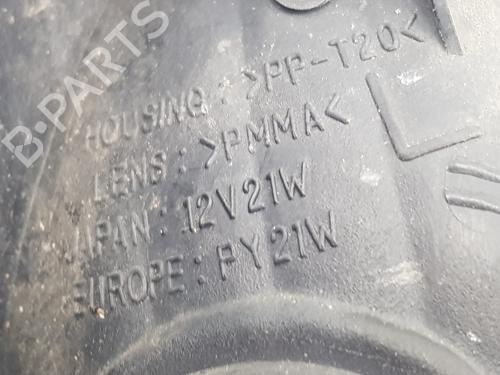 B-PARTS
HOUSING : >PP-T20<
LENS : >PMMA<
JAPAN : 12V21W
EUROPE : PY21W
L